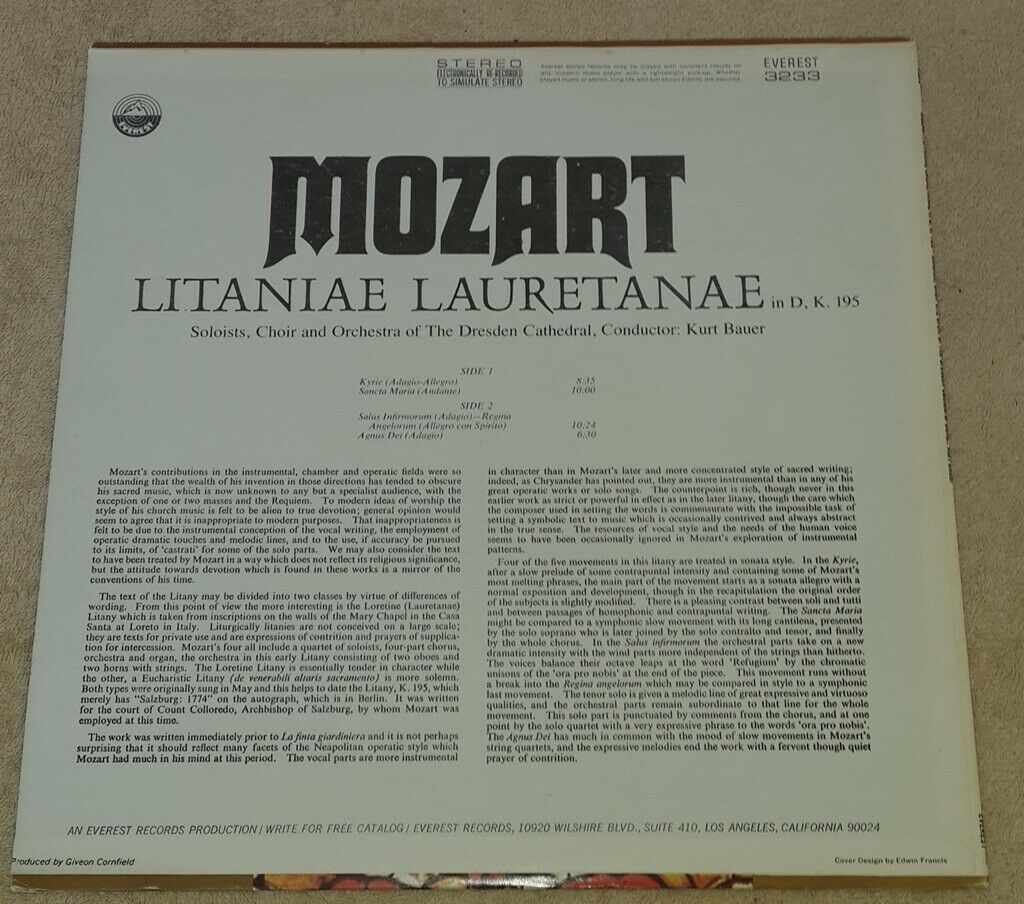 STEREO
ELECTRONICALLY RE-RECORDED
TO SIMULATE STEREO
Everest stereo records may be played with excellent results on
any modern mono player with a lightweight pick-up. Whether
played mono or stereo, long life and fun stereo fidelity are assured.
EVEREST
3233
EVEREST
MOZART
LITANIAE LAURETANAE in D, K. 195
Soloists, Choir and Orchestra of The Dresden Cathedral, Conductor: Kurt Bauer
SIDE 1
Kyrie (Adagio-Allegro) 8:35
Sancta Maria (Andante) 10:00
SIDE 2
Salus Infirmorum (Adagio)—Regina
Angelorum (Allegro con Spirito) 10:24
Agnus Dei (Adagio) 6:30
Mozart's contributions in the instrumental, chamber and operatic fields were so
outstanding that the wealth of his invention in those directions has tended to obscure
his sacred music, which is now unknown to any but a specialist audience, with the
exception of one or two masses and the Requiem. To modern ideas of worship the
style of his church music is felt to be alien to true devotion; general opinion would
seem to agree that it is inappropriate to modern purposes. That inappropriateness is
felt to be due to the instrumental conception of the vocal writing, the employment of
operatic dramatic touches and melodic lines, and to the use, if accuracy be pursued
to its limits, of 'castrati' for some of the solo parts. We may also consider the text
to have been treated by Mozart in a way which does not reflect its religious significance,
but the attitude towards devotion which is found in these works is a mirror of the
conventions of his time.
The text of the Litany may be divided into two classes by virtue of differences of
wording. From this point of view the more interesting is the Loretine (Lauretanae)
Litany which is taken from inscriptions on the walls of the Mary Chapel in the Casa
Santa at Loreto in Italy. Liturgically litanies are not conceived on a large scale;
they are texts for private use and are expressions of contrition and prayers of supplica-
tion for intercession. Mozart's four all include a quartet of soloists, four-part chorus,
orchestra and organ, the orchestra in this early Litany consisting of two oboes and
two horns with strings. The Loretine Litany is essentially tender in character while
the other, a Eucharistic Litany (de venerabili altaris sacramento) is more solemn.
Both types were originally sung in May and this helps to date the Litany, K. 195, which
merely has "Salzburg: 1774" on the autograph, which is in Berlin. It was written
for the court of Count Colloredo, Archbishop of Salzburg, by whom Mozart was
employed at this time.
The work was written immediately prior to La finta giardiniera and it is not perhaps
surprising that it should reflect many facets of the Neapolitan operatic style which
Mozart had much in his mind at this period. The vocal parts are more instrumental
in character than in Mozart's later and more concentrated style of sacred writing;
indeed, as Chrysander has pointed out, they are more instrumental than in any of his
great operatic works or solo songs. The counterpoint is rich, though never in this
earlier work as strict or powerful in effect as in the later litany, though the care which
the composer used in setting the words is commensurate with the impossible task of
setting a symbolic text to music which is occasionally contrived and always abstract
in the true sense. The resources of vocal style and the needs of the human voice
seems to have been occasionally ignored in Mozart's exploration of instrumental
patterns.
Four of the five movements in this litany are treated in sonata style. In the Kyrie,
after a slow prelude of some contrapuntal intensity and containing some of Mozart's
most melting phrases, the main part of the movement starts as a sonata allegro with a
normal exposition and development, though in the recapitulation the original order
of the subjects is slightly modified. There is a pleasing contrast between soli and tutti
and between passages of homophonic and contrapuntal writing. The Sancta Maria
might be compared to a symphonic slow movement with its long cantilena, presented
by the solo soprano who is later joined by the solo contralto and tenor, and finally
by the whole chorus. In the Salus infirmorum the orchestral parts take on a new
dramatic intensity with the wind parts more independent of the strings than hitherto.
The voices balance their octave leaps at the word 'Refugium' by the chromatic
unisons of the 'ora pro nobis' at the end of the piece. This movement runs without
a break into the Regina angelorum which may be compared in style to a symphonic
last movement. The tenor solo is given a melodic line of great expressive and virtuoso
qualities, and the orchestral parts remain subordinate to that line for the whole
movement. This solo part is punctuated by comments from the chorus, and at one
point by the solo quartet with a very expressive phrase to the words 'ora pro nobis'.
The Agnus Dei has much in common with the mood of slow movements in Mozart's
string quartets, and the expressive melodies end the work with a fervent though quiet
prayer of contrition.
AN EVEREST RECORDS PRODUCTION / WRITE FOR FREE CATALOG / EVEREST RECORDS, 10920 WILSHIRE BLVD., SUITE 410, LOS ANGELES, CALIFORNIA 90024
Produced by Giveon Cornfield
Cover Design by Edwin Francis